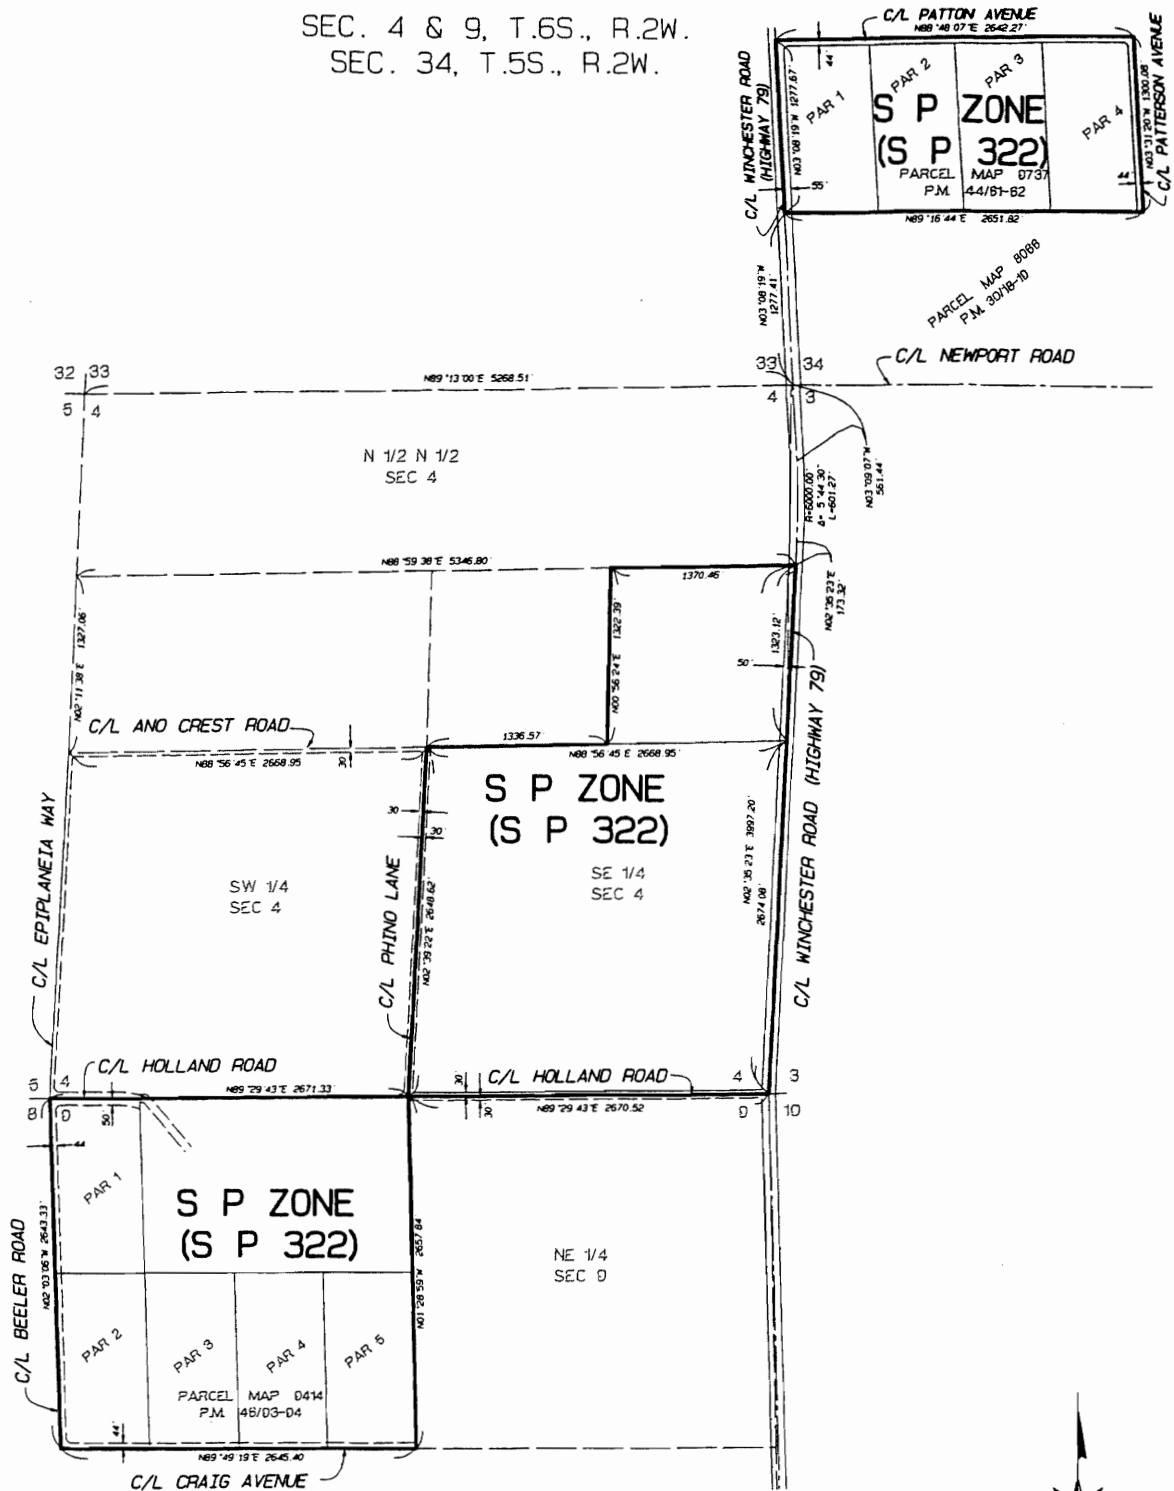 SEC. 4 & 9, T.6S., R.2W.
SEC. 34, T.5S., R.2W.
C/L PATTON AVENUE
N88°48'07"E 2642.27'
44'
C/L WINCHESTER ROAD
(HIGHWAY 79)
N03°08'19"W 1277.67'
PAR 1
PAR 2
PAR 3
PAR 4
S P ZONE
(S P 322)
PARCEL MAP 9737
P.M. 44/61-62
55'
44'
N03°31'20"W 1300.08'
C/L PATTERSON AVENUE
N89°16'44"E 2651.82'
N03°08'19"W
1277.41'
PARCEL MAP 8086
P.M. 30/18-19
C/L NEWPORT ROAD
32 33
5 4
N89°13'00"E 5268.51'
33 34
4 3
N 1/2 N 1/2
SEC 4
R=6000.00'
Δ= 5°44'30"
L=601.27'
N03°09'07"W
561.44'
N88°59'38"E 5346.80'
1370.46
N02°35'23"E
173.32'
N02°11'38"E 1327.06'
N00°56'24"E 1322.39'
1323.12'
50'
C/L ANO CREST ROAD
N88°56'45"E 2668.95
30'
1336.57'
N88°56'45"E 2668.95'
S P ZONE
(S P 322)
30'
30'
C/L EPIPLANEIA WAY
SW 1/4
SEC 4
C/L PHINO LANE
N02°39'22"E 2648.62'
SE 1/4
SEC 4
N02°35'23"E 3997.20'
2674.08'
C/L WINCHESTER ROAD (HIGHWAY 79)
C/L HOLLAND ROAD
4
N89°29'43"E 2671.33'
8 9
50'
44'
30'
30'
C/L HOLLAND ROAD
N89°29'43"E 2670.52
4 3
9 10
PAR 1
S P ZONE
(S P 322)
C/L BEELER ROAD
N02°03'06"W 2643.33'
N01°28'59"W 2657.84
NE 1/4
SEC 9
PAR 2
PAR 3
PAR 4
PAR 5
PARCEL MAP 9414
P.M. 46/93-94
44'
N89°49'19"E 2645.40
C/L CRAIG AVENUE